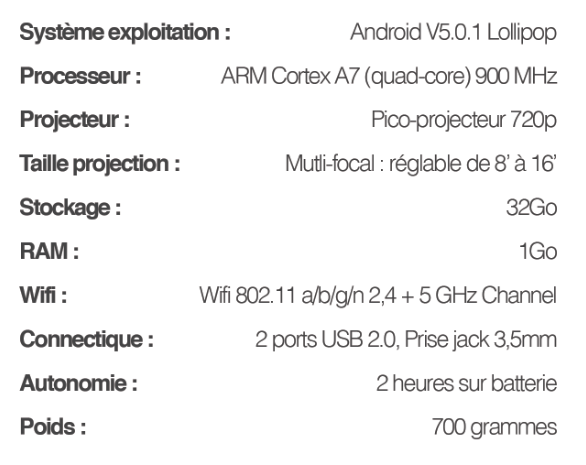 Système exploitation : Android V5.0.1 Lollipop
Processeur : ARM Cortex A7 (quad-core) 900 MHz
Projecteur : Pico-projecteur 720p
Taille projection : Mutli-focal : réglable de 8' à 16'
Stockage : 32Go
RAM : 1Go
Wifi : Wifi 802.11 a/b/g/n 2,4 + 5 GHz Channel
Connectique : 2 ports USB 2.0, Prise jack 3,5mm
Autonomie : 2 heures sur batterie
Poids : 700 grammes